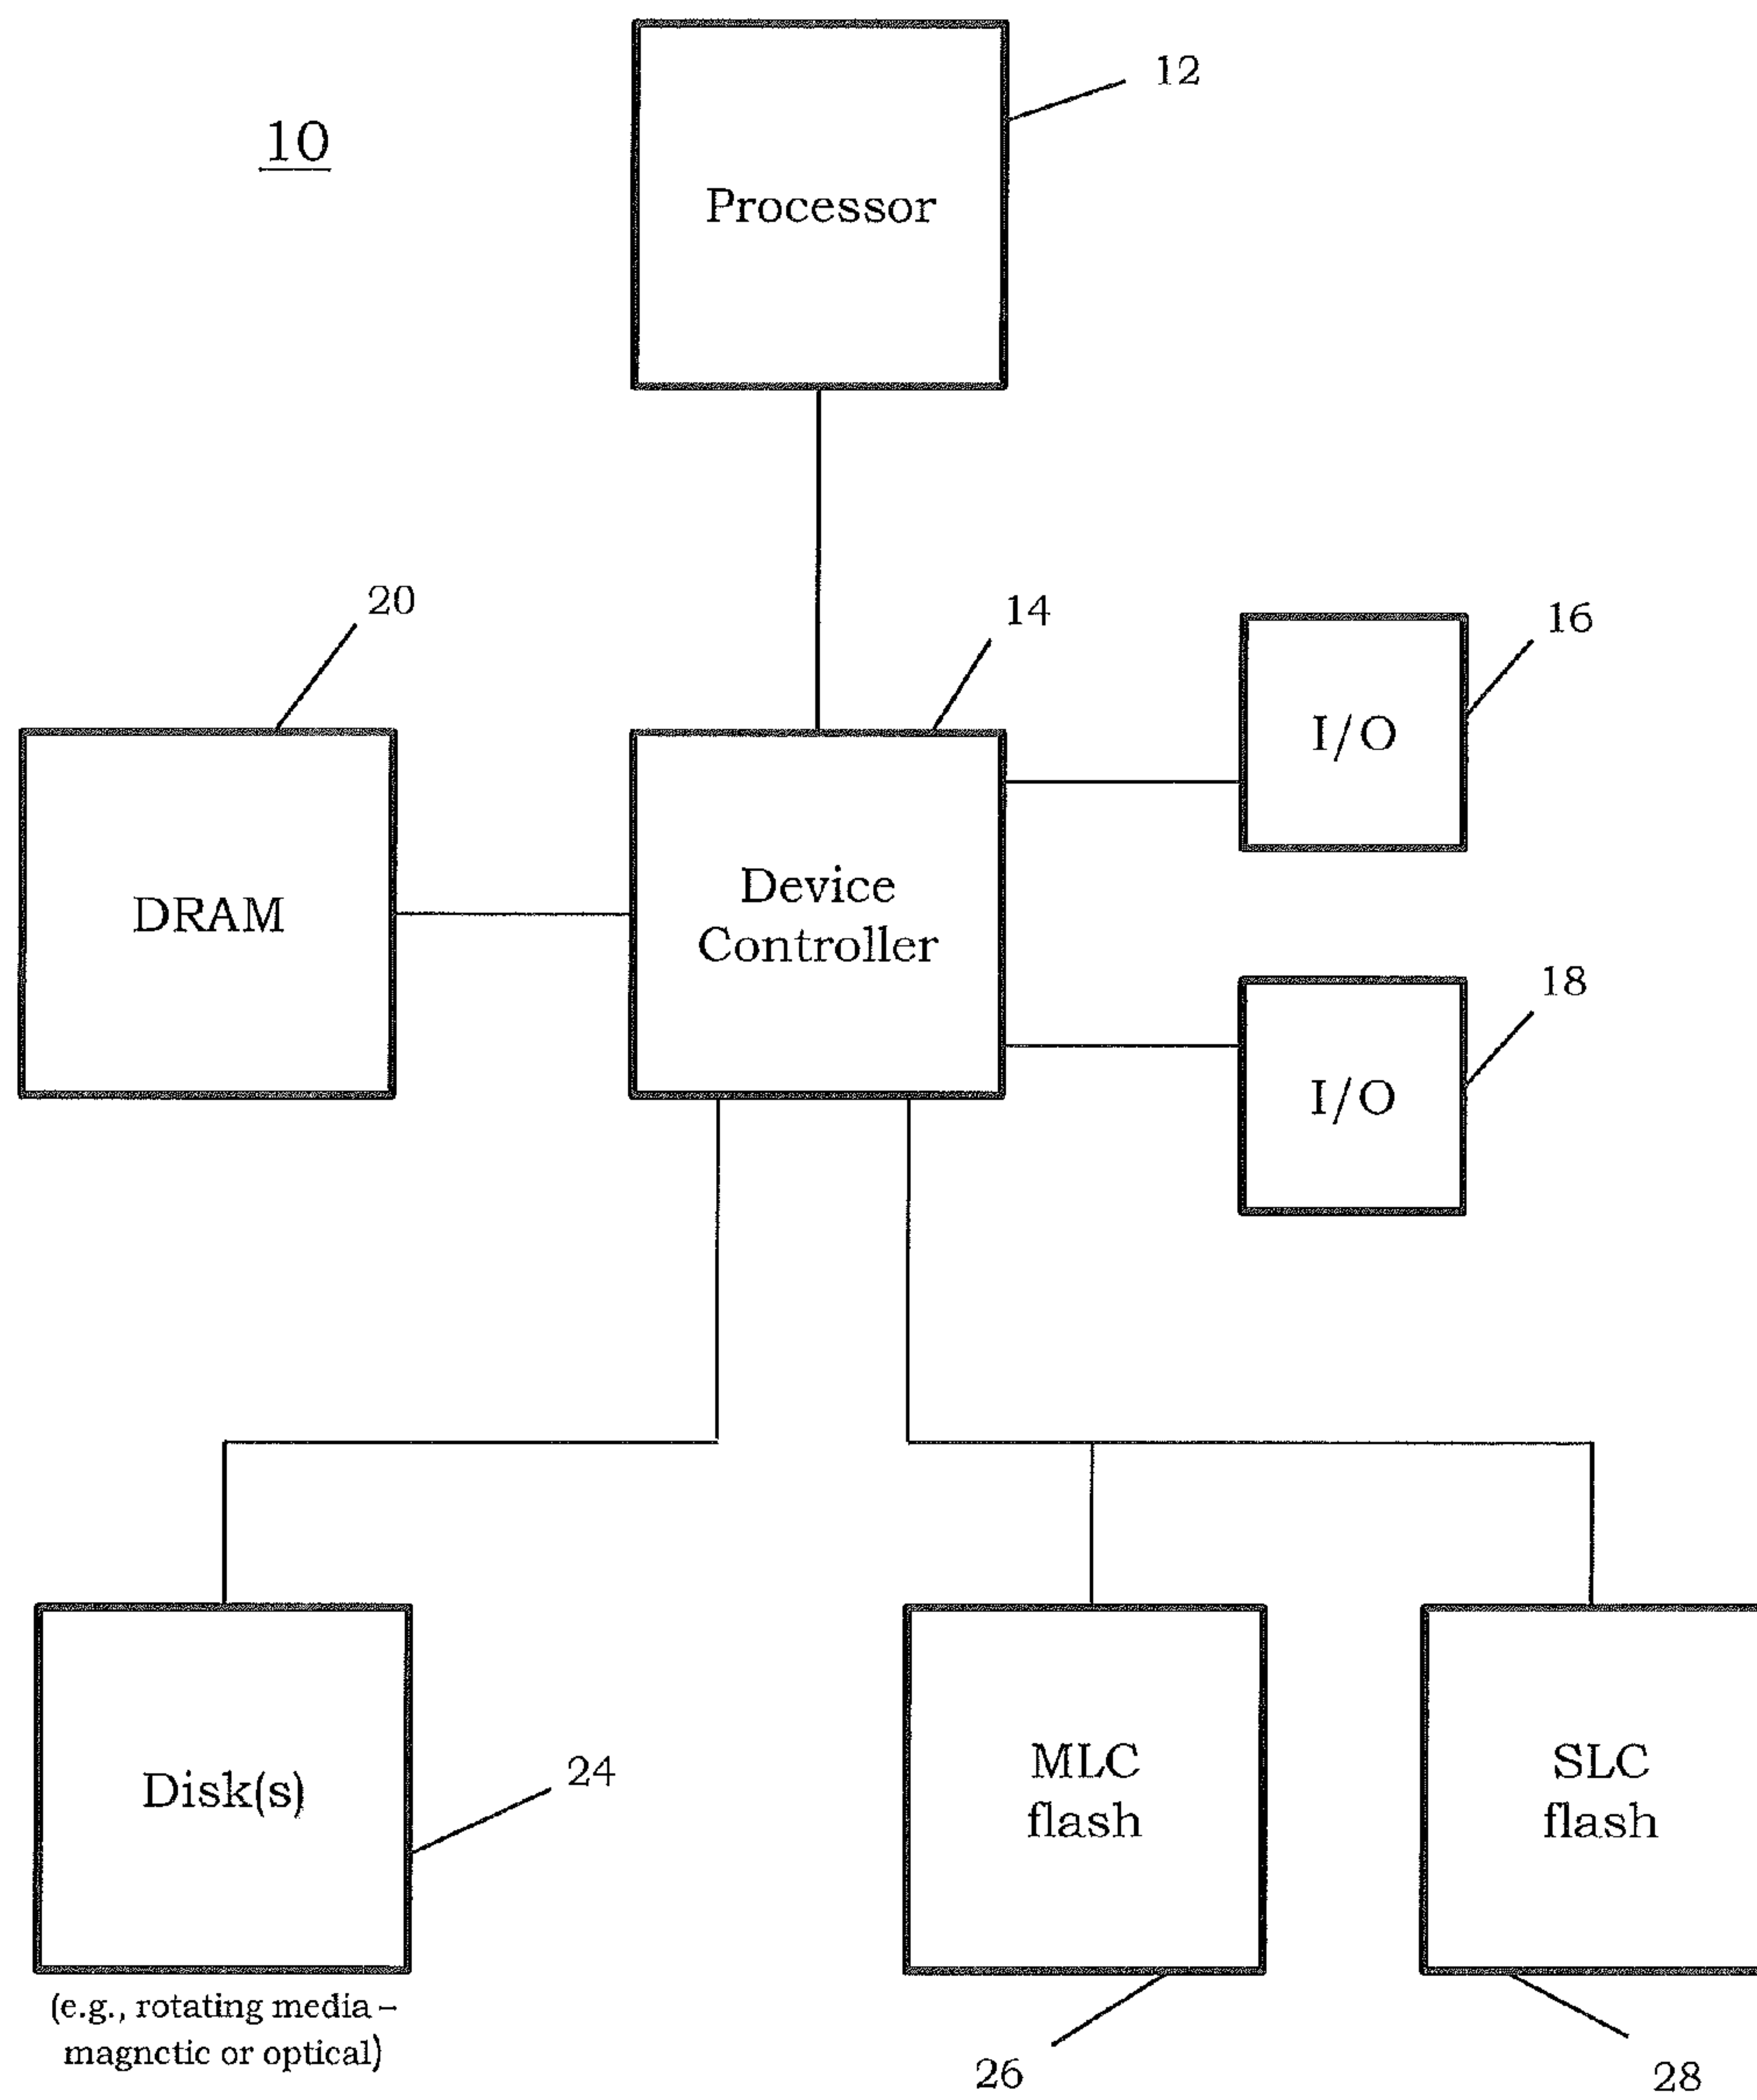 12
10
Processor
20
14
16
I/O
DRAM
Device
Controller
18
I/O
Disk(s)
24
MLC
flash
SLC
flash
(e.g., rotating media –
magnetic or optical)
26
28